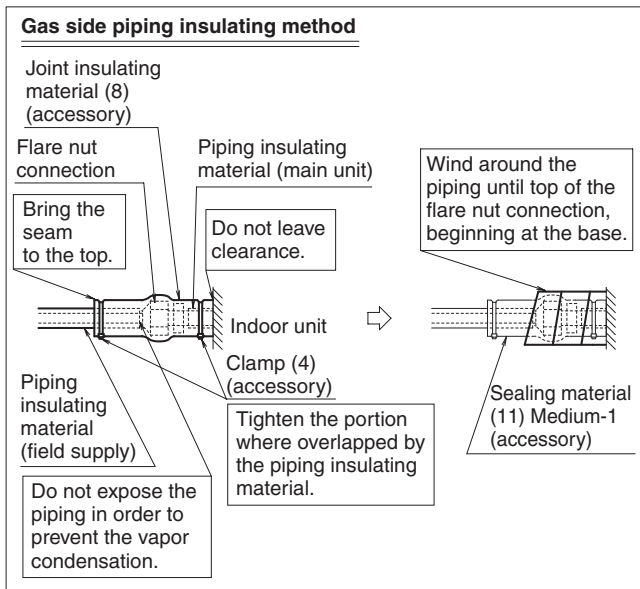 Gas side piping insulating method
Joint insulating
material (8)
(accessory)
Flare nut
connection
Piping insulating
material (main unit)
Bring the
seam
to the top.
Do not leave
clearance.
Indoor unit
Clamp (4)
(accessory)
Piping
insulating
material
(field supply)
Tighten the portion
where overlapped by
the piping insulating
material.
Do not expose the
piping in order to
prevent the vapor
condensation.
Wind around the
piping until top of the
flare nut connection,
beginning at the base.
Sealing material
(11) Medium-1
(accessory)